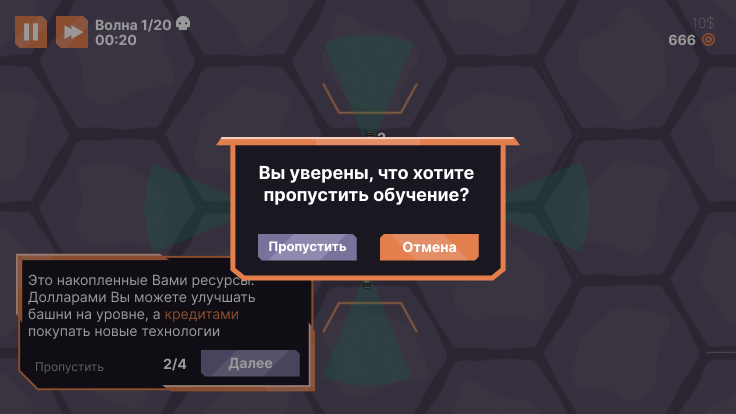 Волна 1/20
00:20
10$
666
2
Вы уверены, что хотите
пропустить обучение?
Пропустить
Отмена
Это накопленные Вами ресурсы.
Долларами Вы можете улучшать
башни на уровне, а кредитами
покупать новые технологии
Пропустить
2/4
Далее